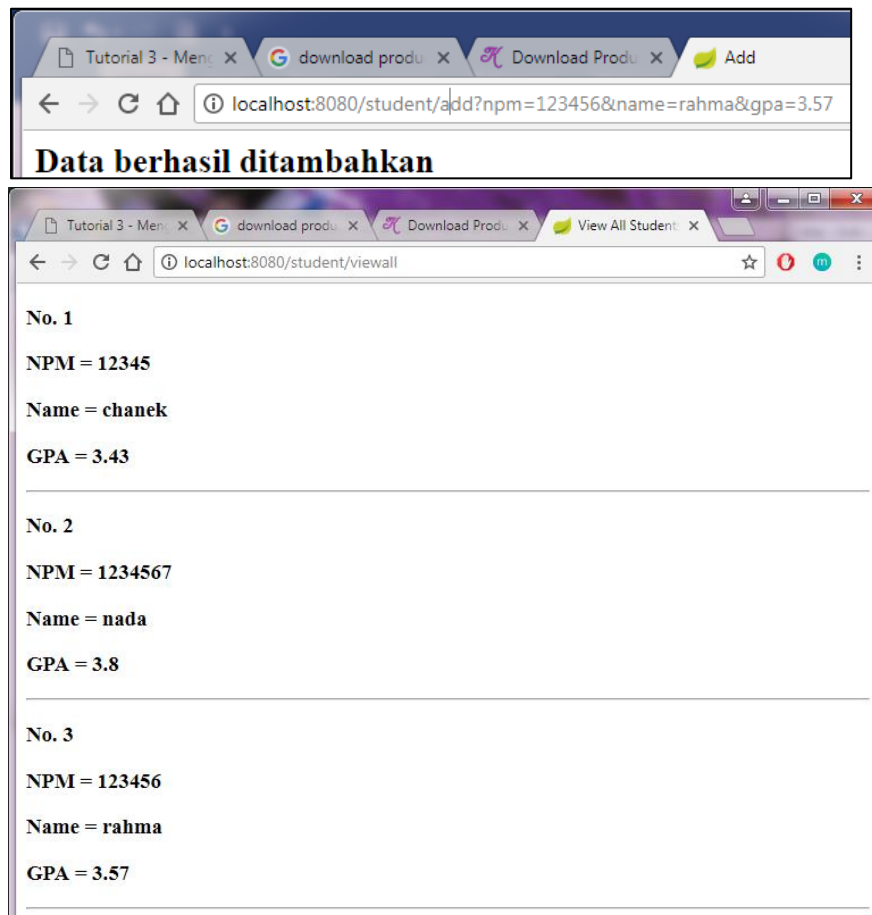 Tutorial 3 - Meng
download produ
Download Produ
Add
localhost:8080/student/add?npm=123456&name=rahma&gpa=3.57
Data berhasil ditambahkan
Tutorial 3 - Meng
download produ
Download Produ
View All Students
localhost:8080/student/viewall
No. 1
NPM = 12345
Name = chanek
GPA = 3.43
No. 2
NPM = 1234567
Name = nada
GPA = 3.8
No. 3
NPM = 123456
Name = rahma
GPA = 3.57